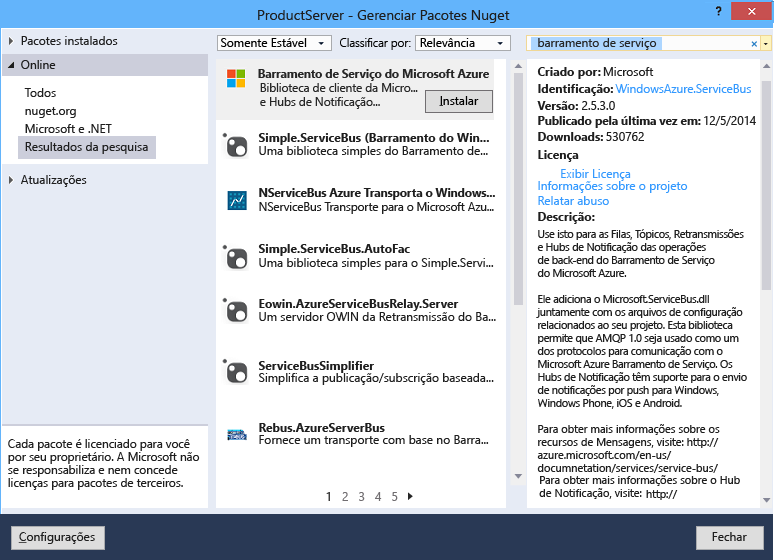 ProductServer - Gerenciar Pacotes Nuget
?
Pacotes instalados
Online
Todos
nuget.org
Microsoft e .NET
Resultados da pesquisa
Atualizações
Cada pacote é licenciado para você
por seu proprietário. A Microsoft não
se responsabiliza e nem concede
licenças para pacotes de terceiros.
Somente Estável
Classificar por:
Relevância
Barramento de Serviço do Microsoft Azure
Biblioteca de cliente da Micro...
e Hubs de Notificação...
Instalar
Simple.ServiceBus (Barramento do Win...
Uma biblioteca simples do Barramento de...
NServiceBus Azure Transporta o Windows...
NServiceBus Transporte para o Microsoft Azu...
Simple.ServiceBus.AutoFac
Uma biblioteca simples para o Simple.Servi...
Eowin.AzureServiceBusRelay.Server
Um servidor OWIN da Retransmissão do Ba...
ServiceBusSimplifier
Simplifica a publicação/subscrição baseada...
Rebus.AzureServerBus
Fornece um transporte com base no Barra...
1 2 3 4 5
barramento de serviço
Criado por: Microsoft
Identificação: WindowsAzure.ServiceBus
Versão: 2.5.3.0
Publicado pela última vez em: 12/5/2014
Downloads: 530762
Licença
Exibir Licença
Informações sobre o projeto
Relatar abuso
Descrição:
Use isto para as Filas, Tópicos, Retransmissões
e Hubs de Notificação das operações
de back-end do Barramento de Serviço
do Microsoft Azure.
Ele adiciona o Microsoft.ServiceBus.dll
juntamente com os arquivos de configuração
relacionados ao seu projeto. Esta biblioteca
permite que AMQP 1.0 seja usado como um
dos protocolos para comunicação com o
Microsoft Azure Barramento de Serviço. Os
Hubs de Notificação têm suporte para o envio
de notificações por push para Windows,
Windows Phone, iOS e Android.
Para obter mais informações sobre os
recursos de Mensagens, visite: http://
azure.microsoft.com/en-us/
documnetation/services/service-bus/
Para obter mais informações sobre o Hub
de Notificação, visite: http://
Configurações
Fechar